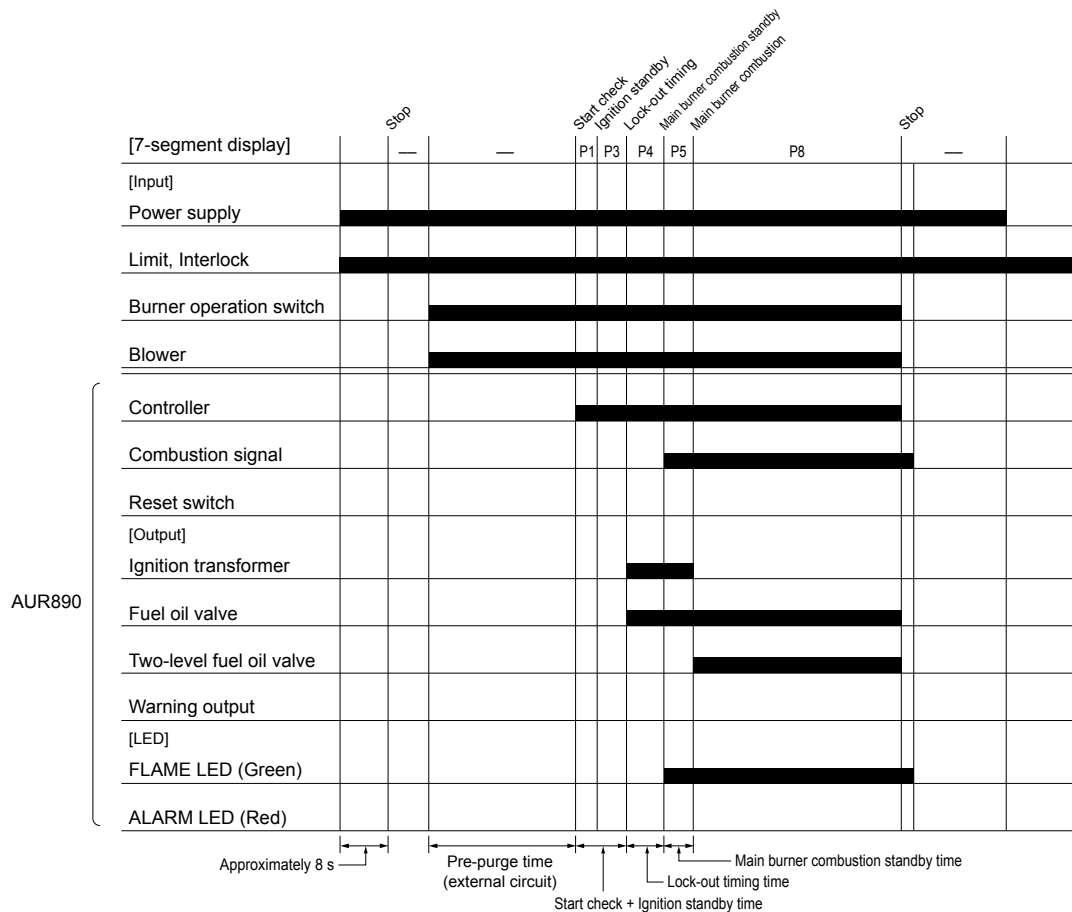 Start check
Ignition standby
Lock-out timing
Main burner combustion standby
Main burner combustion
Stop
Stop
[7-segment display] — — P1 P3 P4 P5 P8 —
[Input]
Power supply
Limit, Interlock
Burner operation switch
Blower
Controller
Combustion signal
Reset switch
[Output]
Ignition transformer
AUR890
Fuel oil valve
Two-level fuel oil valve
Warning output
[LED]
FLAME LED (Green)
ALARM LED (Red)
Approximately 8 s
Pre-purge time
(external circuit)
Main burner combustion standby time
Lock-out timing time
Start check + Ignition standby time